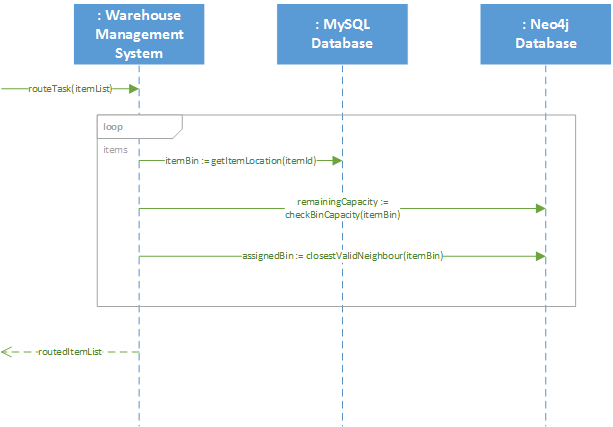 : Warehouse
Management
System
: MySQL
Database
: Neo4j
Database
routeTask(itemList)
loop
items
itemBin := getItemLocation(itemId)
remainingCapacity :=
checkBinCapacity(itemBin)
assignedBin := closestValidNeighbour(itemBin)
routedItemList